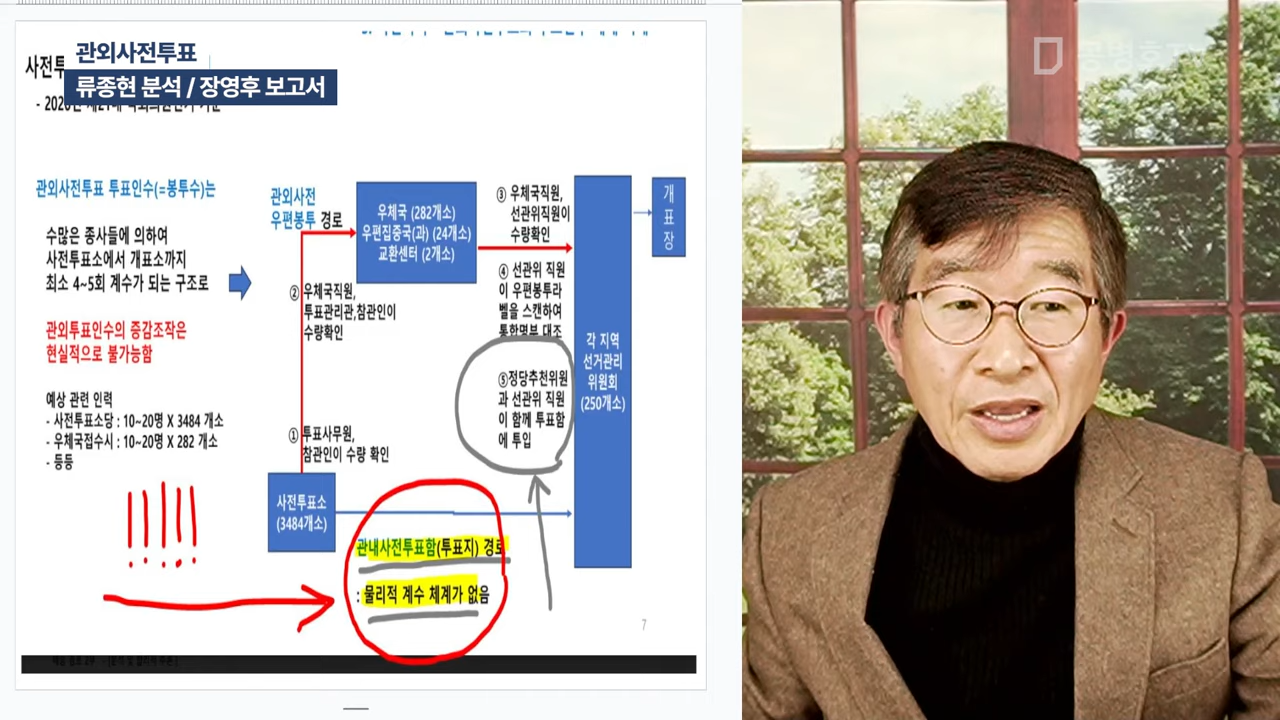 관외사전투표
류종현 분석 / 장영후 보고서
공병호
사전투
관외사전투표 투표인수(=봉투수)는
수많은 종사들에 의하여
사전투표소에서 개표소까지
최소 4~5회 계수가 되는 구조로
관외투표인수의 증감조작은
현실적으로 불가능함
예상 관련 인력
- 사전투표소당 : 10~20명 X 3484 개소
- 우체국접수시 : 10~20명 X 282 개소
- 등등
관외사전
우편봉투 경로
우체국 (282개소)
우편집중국(과) (24개소)
교환센터 (2개소)
② 우체국직원,
투표관리관,참관인이
수량확인
① 투표사무원,
참관인이 수량 확인
사전투표소
(3484개소)
③ 우체국직원,
선관위직원이
수량확인
④ 선관위 직원
이 우편봉투라
벨을 스캔하여
통합명부 대조
⑤정당추천위원
과 선관위 직원
이 함께 투표함
에 투입
각 지역
선거관리
위원회
(250개소)
개
표
장
관내사전투표함(투표지) 경로
: 물리적 계수 체계가 없음
7